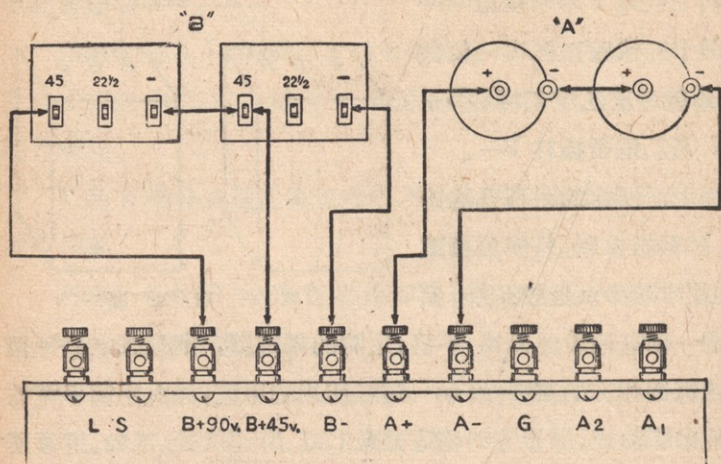 "B" "A"
45 22½ - 45 22½ - + - + -
L S B+90v. B+45v. B- A+ A- G A2 A1